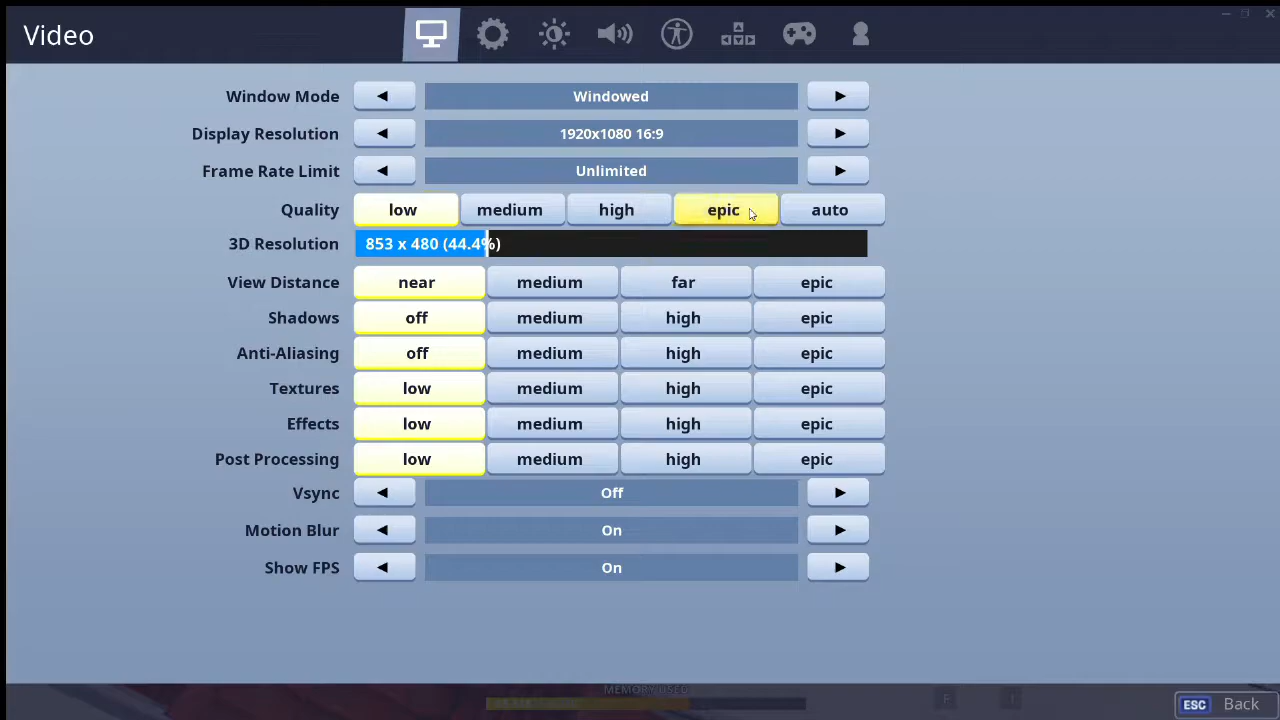 Video
Window Mode ◄ Windowed ►
Display Resolution ◄ 1920x1080 16:9 ►
Frame Rate Limit ◄ Unlimited ►
Quality low medium high epic auto
3D Resolution 853 x 480 (44.4%)
View Distance near medium far epic
Shadows off medium high epic
Anti-Aliasing off medium high epic
Textures low medium high epic
Effects low medium high epic
Post Processing low medium high epic
Vsync ◄ Off ►
Motion Blur ◄ On ►
Show FPS ◄ On ►
MEMORY USED
ESC Back